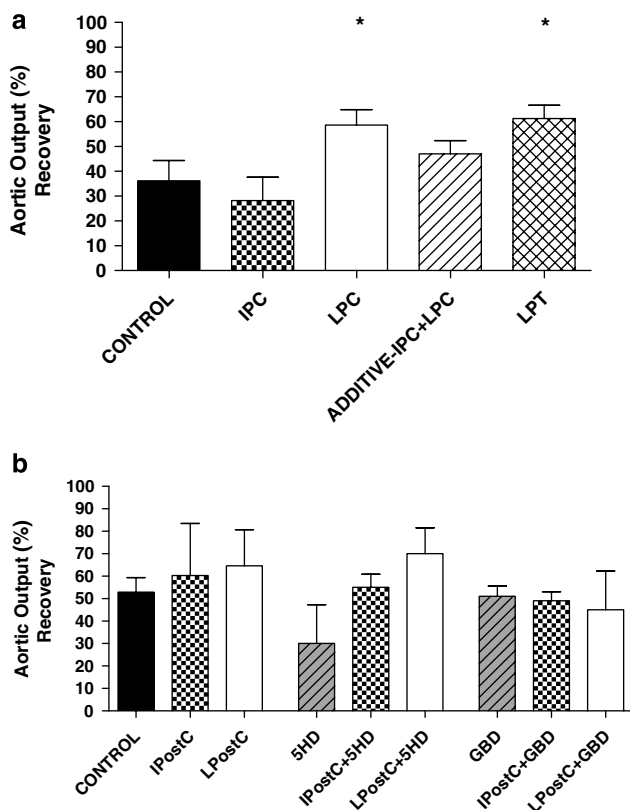 a
Aortic Output (%)
Recovery
100
90
80
70
60
50
40
30
20
10
0
*
*
CONTROL
IPC
LPC
ADDITIVE-IPC+LPC
LPT
b
Aortic Output (%)
Recovery
100
90
80
70
60
50
40
30
20
10
0
CONTROL
IPostC
LPostC
5HD
IPostC+5HD
LPostC+5HD
GBD
IPostC+GBD
LPostC+GBD